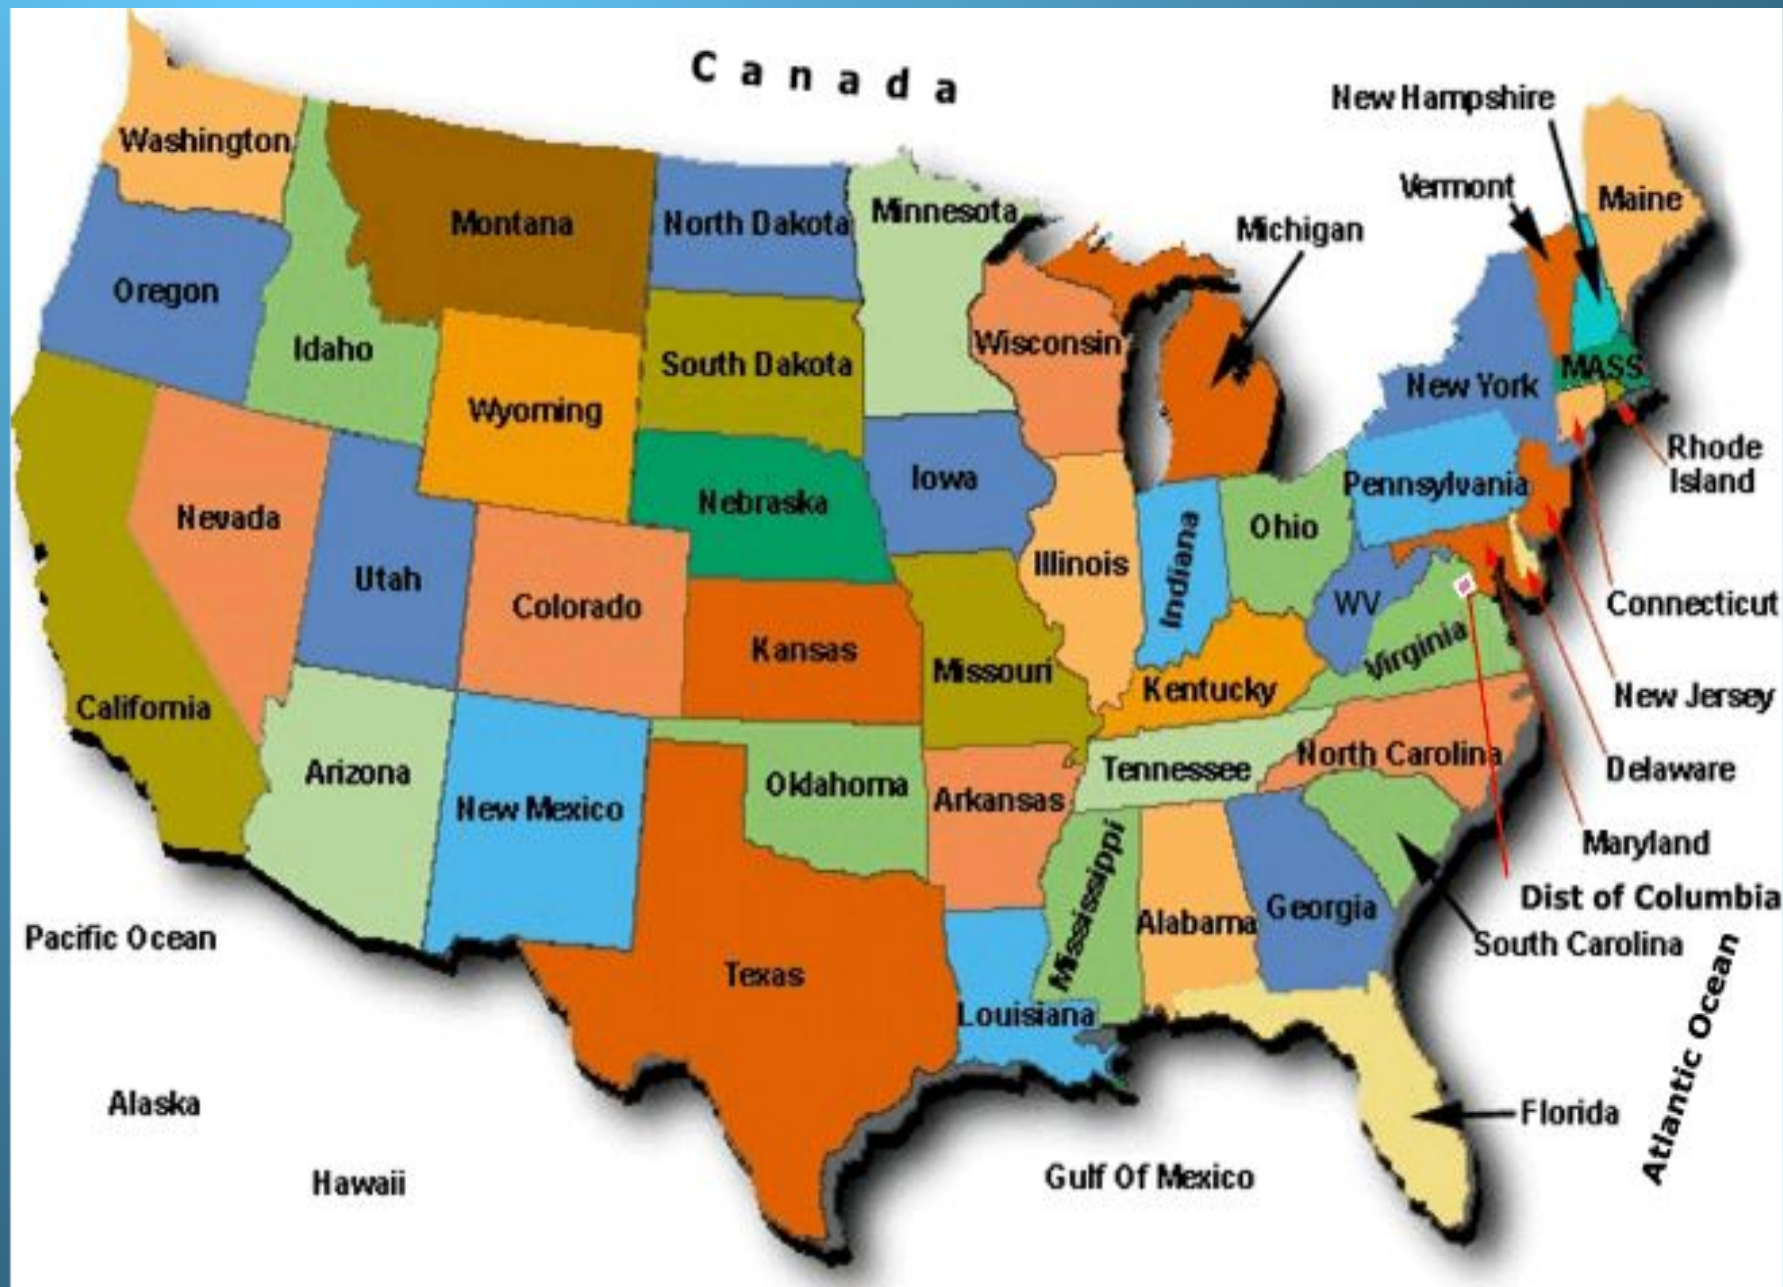 Canada
New Hampshire
Washington
Vermont
Maine
Montana
North Dakota
Minnesota
Michigan
Oregon
Idaho
Wisconsin
South Dakota
MASS
New York
Wyoming
Rhode
Island
Iowa
Pennsylvania
Nebraska
Nevada
Ohio
Illinois
Indiana
Utah
Colorado
WV
Connecticut
Kansas
Virginia
Missouri
Kentucky
New Jersey
California
North Carolina
Arizona
Tennessee
Delaware
Oklahoma
New Mexico
Arkansas
Maryland
Mississippi
Dist of Columbia
Alabama
Georgia
Pacific Ocean
South Carolina
Texas
Louisiana
Atlantic Ocean
Alaska
Florida
Hawaii
Gulf Of Mexico